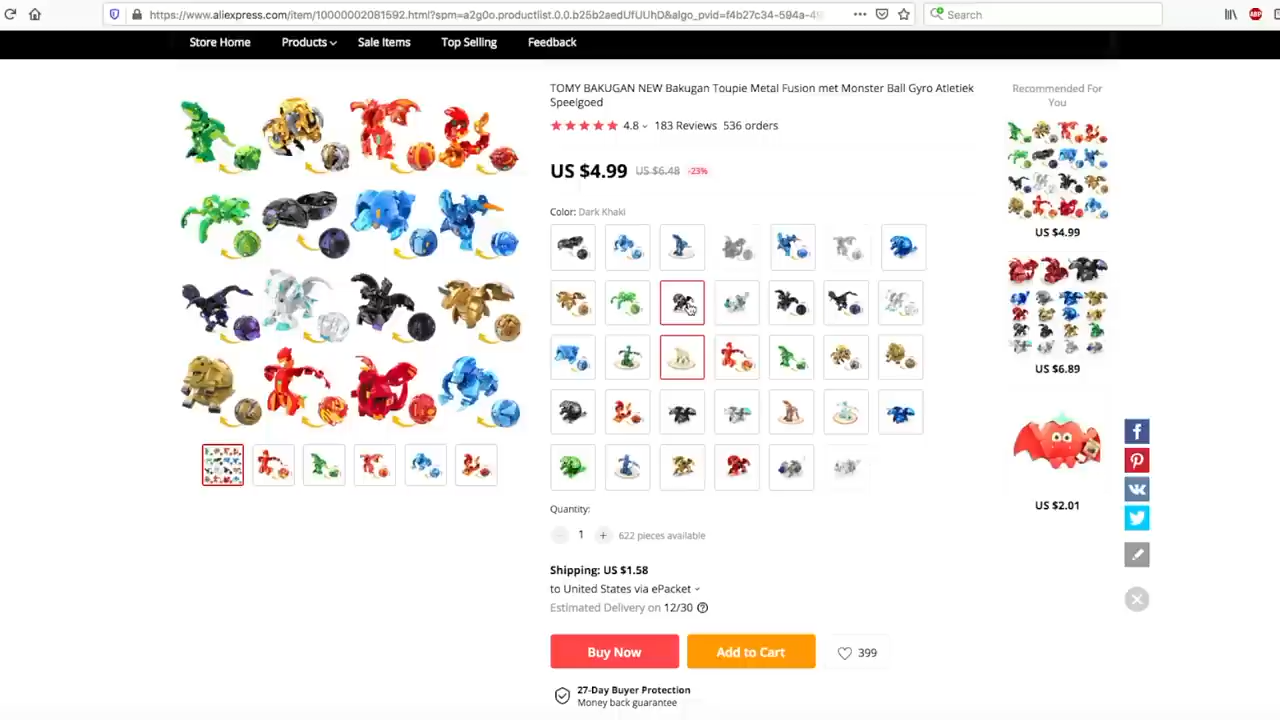 https://www.aliexpress.com/item/10000002081592.html?spm=a2g0o.productlist.0.0.b25b2aedUfUUhD&algo_pvid=f4b27c34-594a-49
Search
ABP
Store Home
Products
Sale Items
Top Selling
Feedback
TOMY BAKUGAN NEW Bakugan Toupie Metal Fusion met Monster Ball Gyro Atletiek
Speelgoed
4.8
183 Reviews
536 orders
US $4.99
US $6.48
-23%
Color: Dark Khaki
Quantity:
1
+
622 pieces available
Shipping: US $1.58
to United States via ePacket
Estimated Delivery on 12/30
Buy Now
Add to Cart
399
27-Day Buyer Protection
Money back guarantee
Recommended For
You
US $4.99
US $6.89
US $2.01